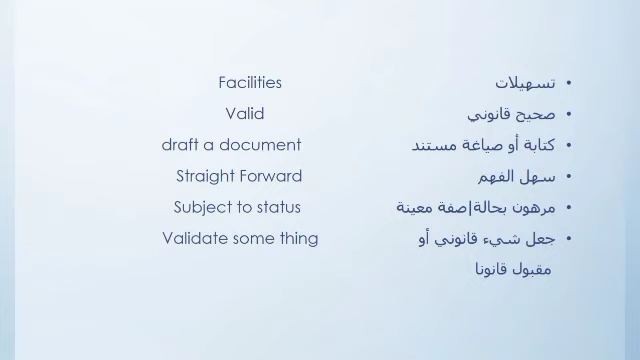 Facilities تسهيلات •
Valid صحيح قانوني •
draft a document كتابة أو صياغة مستند •
Straight Forward سهل الفهم •
Subject to status مرهون بحالة|صفة معينة •
Validate some thing جعل شيء قانوني أو •
مقبول قانونا